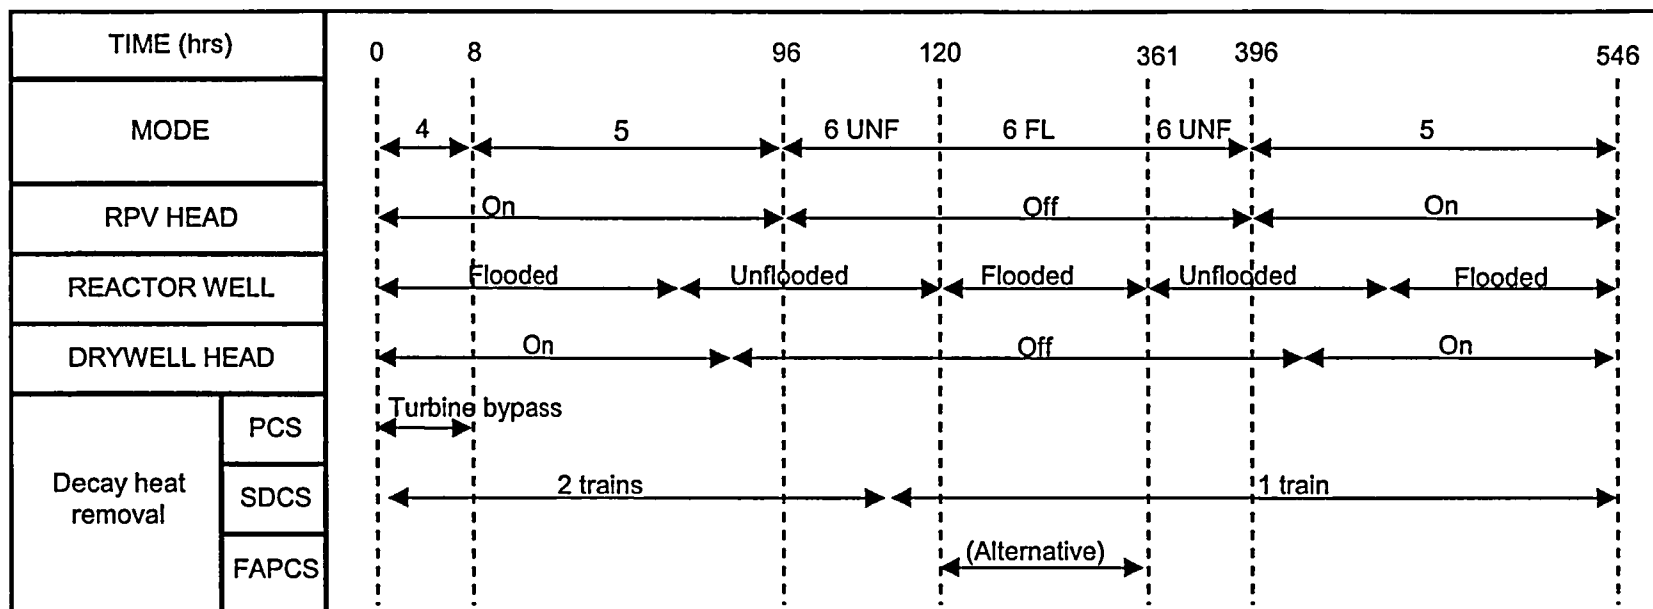 TIME (hrs)
0 8 96 120 361 396 546
MODE
4 5 6 UNF 6 FL 6 UNF 5
RPV HEAD
On Off On
REACTOR WELL
Flooded Unflooded Flooded Unflooded Flooded
DRYWELL HEAD
On Off On
Decay heat
removal
PCS
Turbine bypass
SDCS
2 trains 1 train
FAPCS
(Alternative)